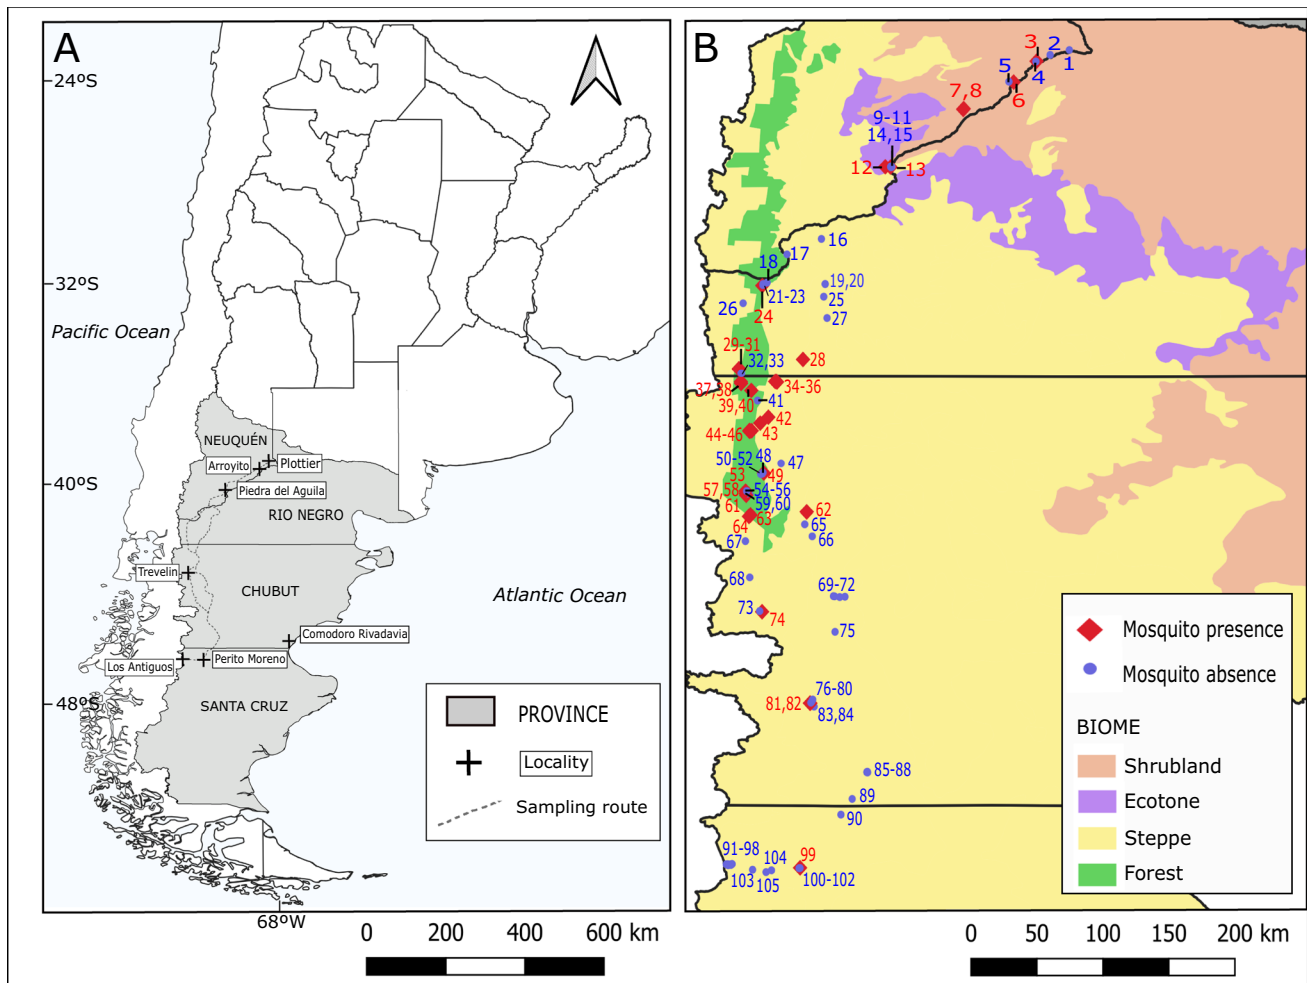 A
24ºS
32ºS
Pacific Ocean
40ºS
NEUQUÉN
Arroyito
Plottier
Piedra del Aguila
RIO NEGRO
Trevelin
CHUBUT
Atlantic Ocean
Comodoro Rivadavia
Los Antiguos
Perito Moreno
48ºS
SANTA CRUZ
PROVINCE
Locality
Sampling route
68ºW
0 200 400 600 km
B
3
2
1
5
4
6
7,8
9-11
14,15
12
13
16
17
18
19,20
21-23
25
26
24
27
29-31
32,33
28
37,38
34-36
39,40
41
42
44-46
43
50-52
48
47
53
49
57,58
54-56
59,60
61
62
64
63
65
66
67
68
69-72
73
74
75
76-80
81,82
83,84
85-88
89
90
91-98
104
99
103
105
100-102
Mosquito presence
Mosquito absence
BIOME
Shrubland
Ecotone
Steppe
Forest
0 50 100 150 200 km